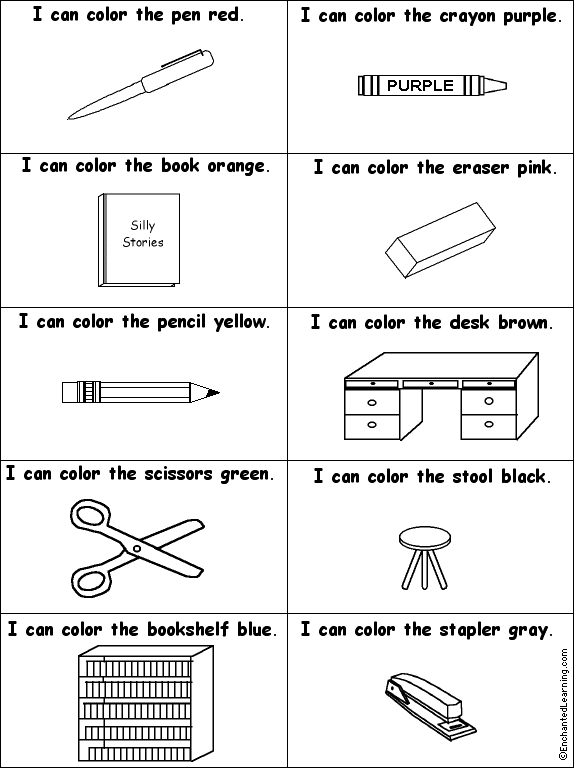 I can color the pen red.
I can color the crayon purple.
PURPLE
I can color the book orange.
Silly
Stories
I can color the eraser pink.
I can color the pencil yellow.
I can color the desk brown.
I can color the scissors green.
I can color the stool black.
I can color the bookshelf blue.
I can color the stapler gray.
©EnchantedLearning.com